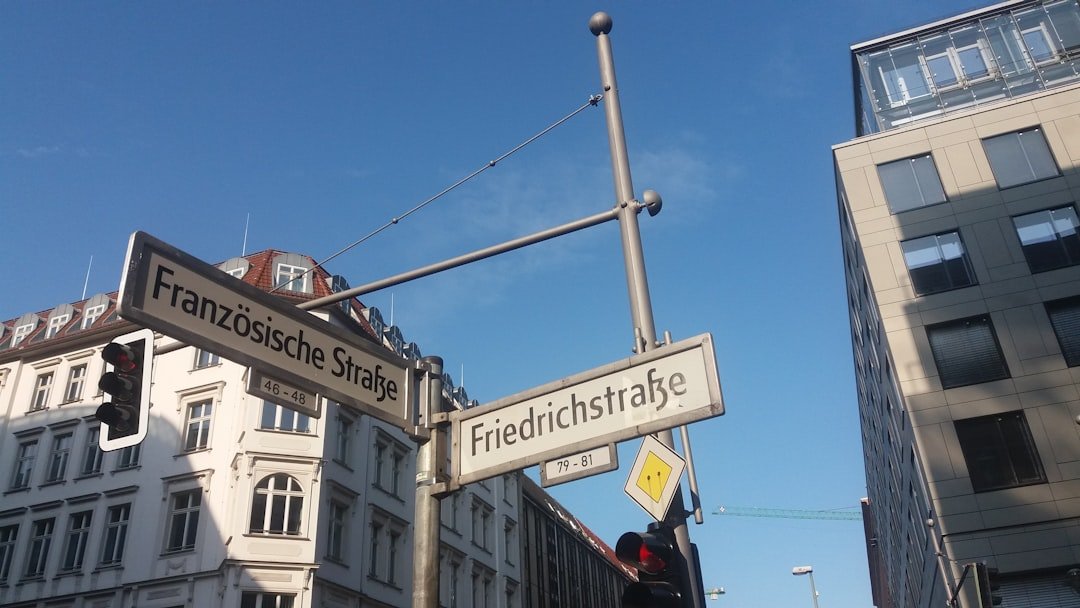 Französische Straße
46 - 48
Friedrichstraße
79 - 81